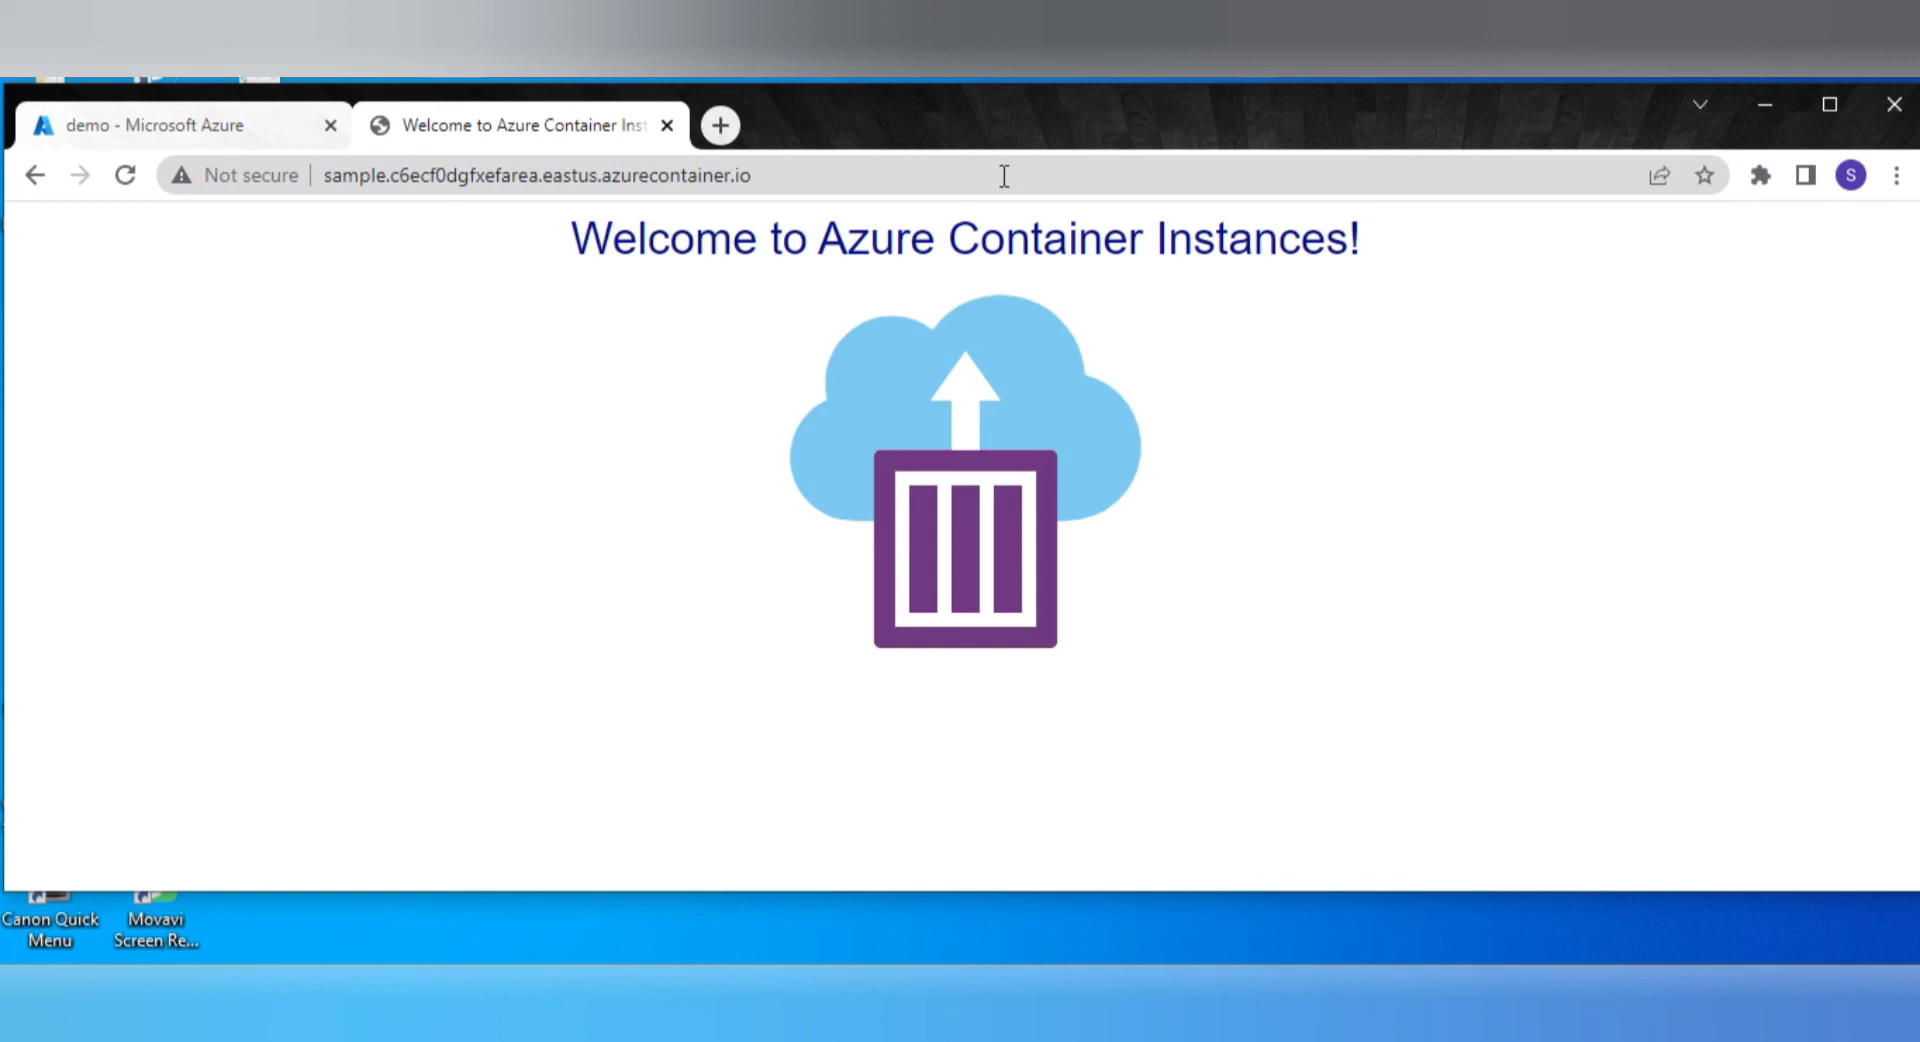 demo - Microsoft Azure
Welcome to Azure Container Inst
Not secure
sample.c6ecf0dgfxefarea.eastus.azurecontainer.io
S
Welcome to Azure Container Instances!
Canon Quick
Menu
Movavi
Screen Re...